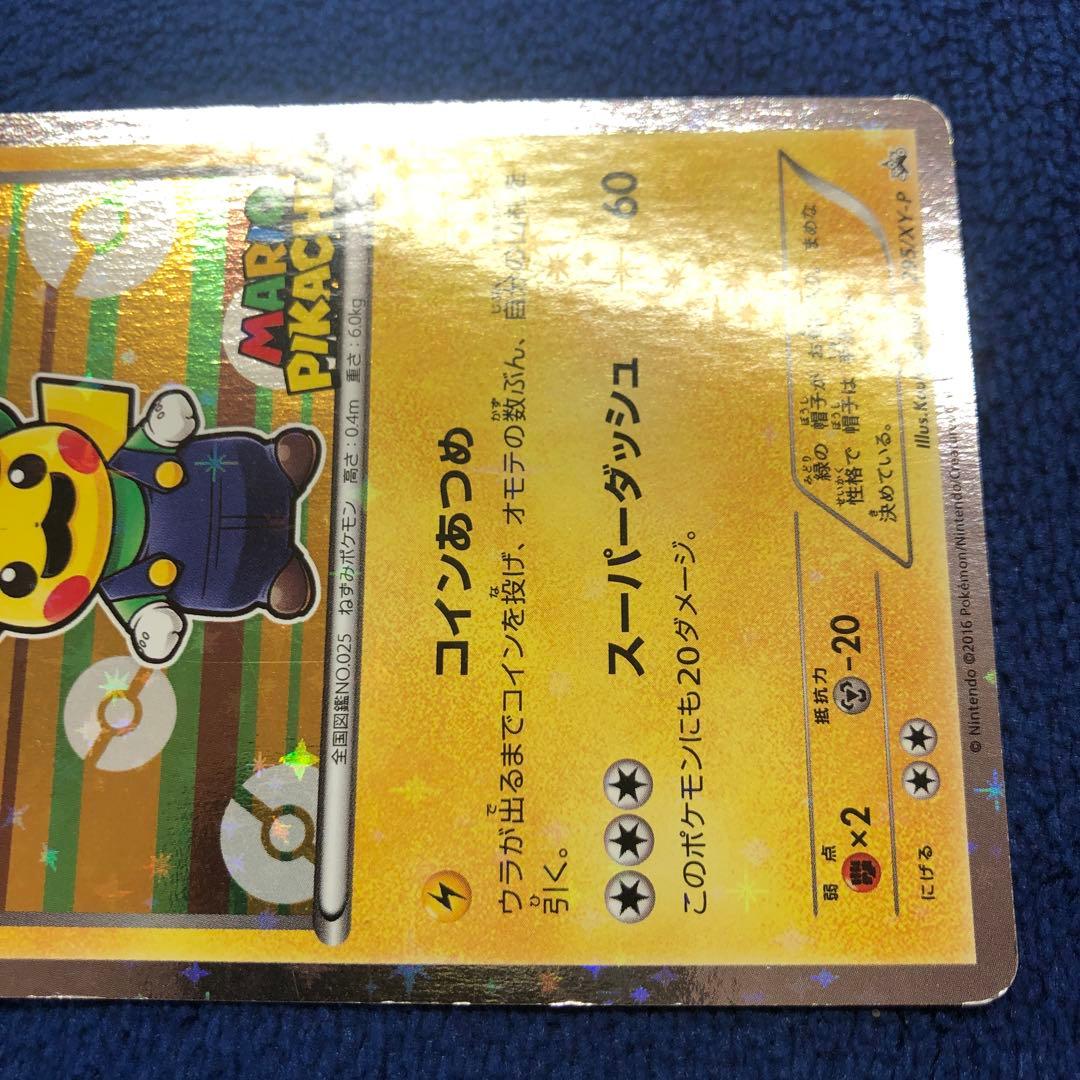 MARIO
PIKACHU
全国図鑑NO.025 ねずみポケモン 高さ:0.4m 重さ:6.0kg
コインあつめ
ウラが出るまでコインを投げ、オモテの数ぶん、自分の山札を
引く。
スーパーダッシュ 60
このポケモンにも20ダメージ。
弱点 ×2
抵抗力 -20
にげる
緑の帽子がお
まめな
性格で帽子は
決めている。
Illus.
/XY-P
© Nintendo ©2016 Pokémon/Nintendo/Creatures